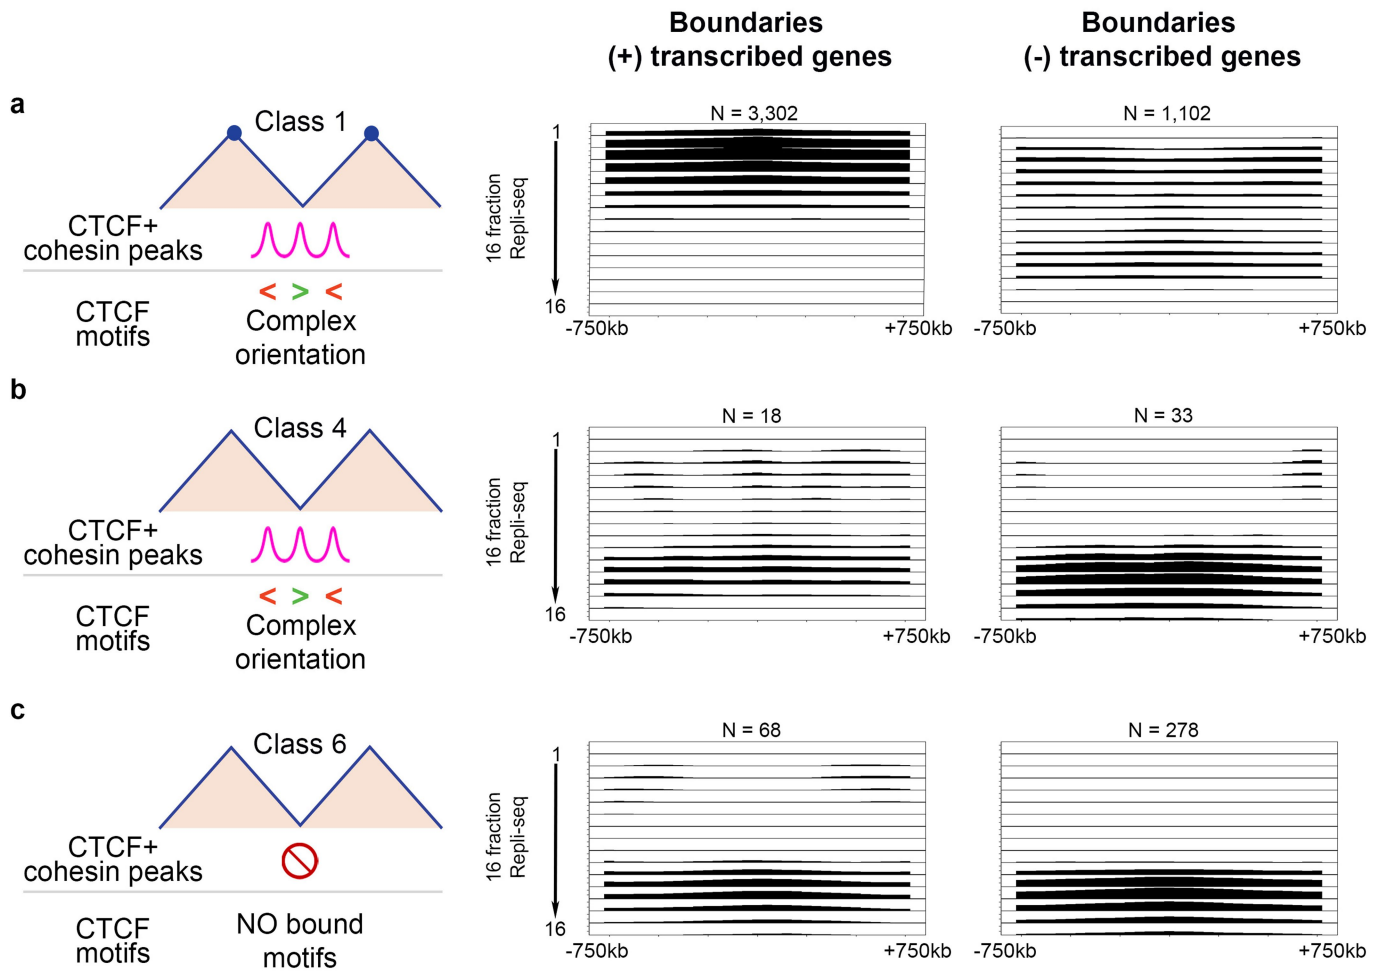 Boundaries
(+) transcribed genes
Boundaries
(-) transcribed genes
a
Class 1
CTCF+
cohesin peaks
CTCF
motifs
< > <
Complex
orientation
16 fraction
Repli-seq
1
16
N = 3,302
-750kb
+750kb
N = 1,102
-750kb
+750kb
b
Class 4
CTCF+
cohesin peaks
CTCF
motifs
< > <
Complex
orientation
16 fraction
Repli-seq
1
16
N = 18
-750kb
+750kb
N = 33
-750kb
+750kb
c
Class 6
CTCF+
cohesin peaks
CTCF
motifs
NO bound
motifs
16 fraction
Repli-seq
1
16
N = 68
-750kb
+750kb
N = 278
-750kb
+750kb